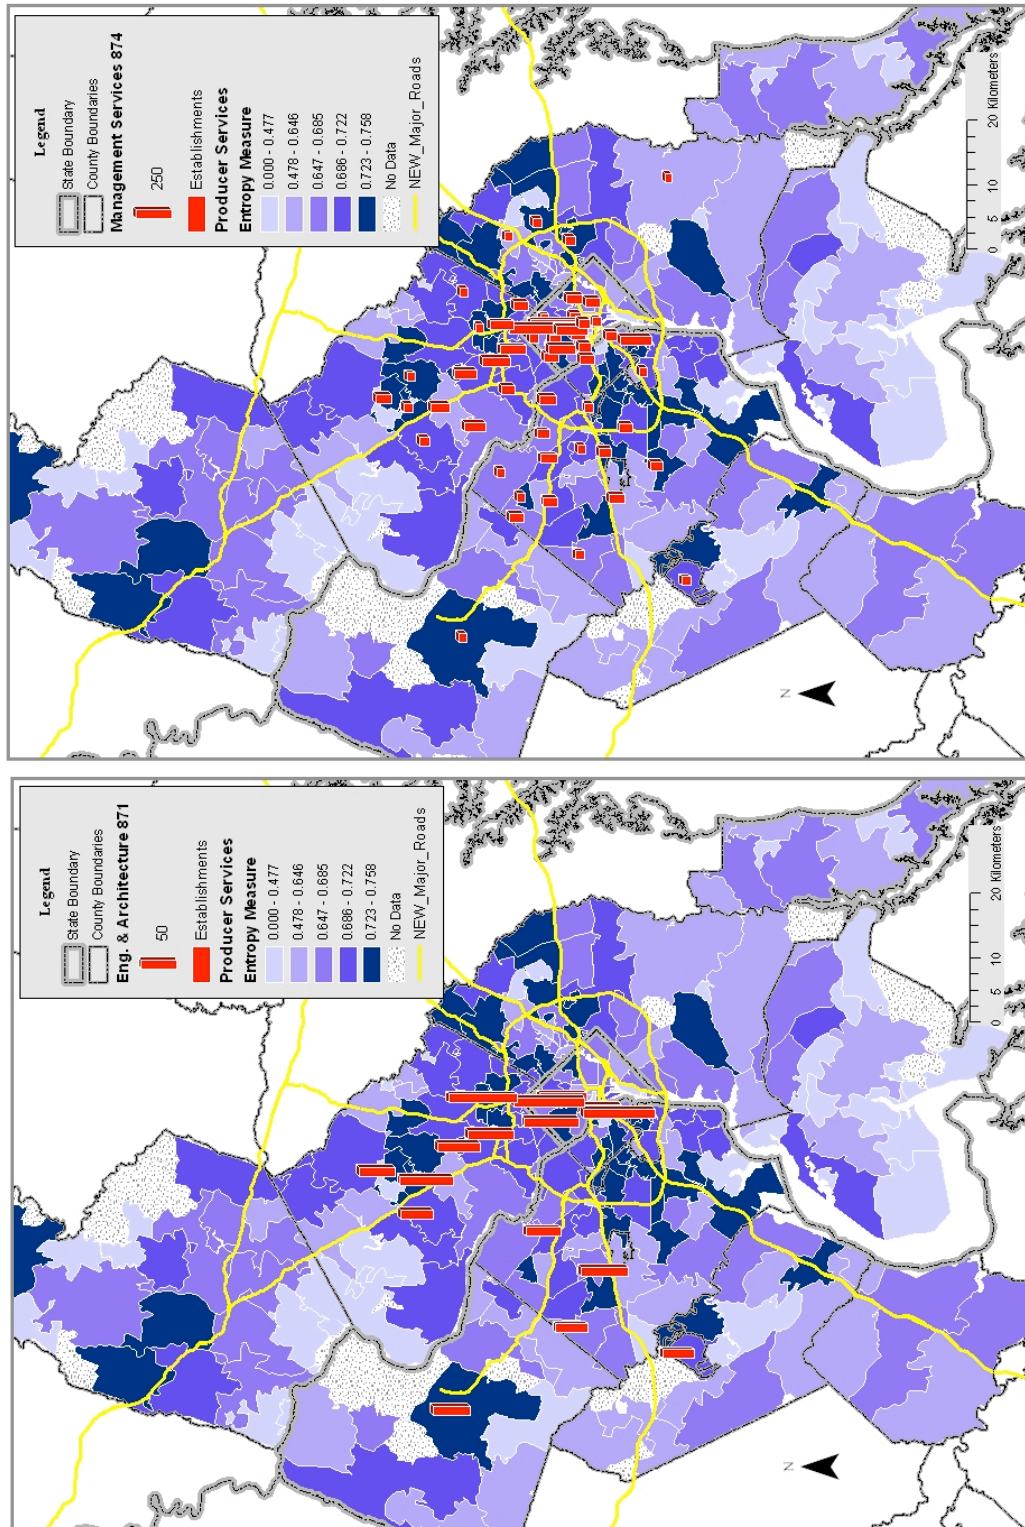 Legend
State Boundary
County Boundaries
Management Services 874
250
Establishments
Producer Services
Entropy Measure
0.000 - 0.477
0.478 - 0.646
0.647 - 0.685
0.686 - 0.722
0.723 - 0.758
No Data
NEW_Major_Roads
N
0 5 10 20 Kilometers
Legend
State Boundary
County Boundaries
Eng. & Architecture 871
50
Establishments
Producer Services
Entropy Measure
0.000 - 0.477
0.478 - 0.646
0.647 - 0.685
0.686 - 0.722
0.723 - 0.758
No Data
NEW_Major_Roads
N
0 5 10 20 Kilometers